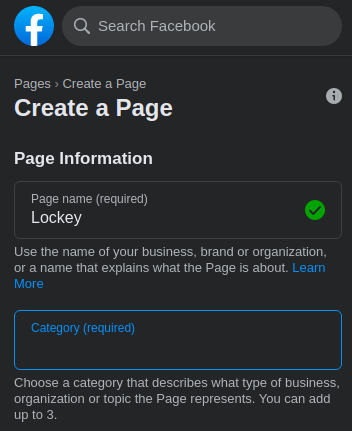 Search Facebook
Pages › Create a Page
Create a Page
Page Information
Page name (required)
Lockey
Use the name of your business, brand or organization,
or a name that explains what the Page is about. Learn
More
Category (required)
Choose a category that describes what type of business,
organization or topic the Page represents. You can add
up to 3.